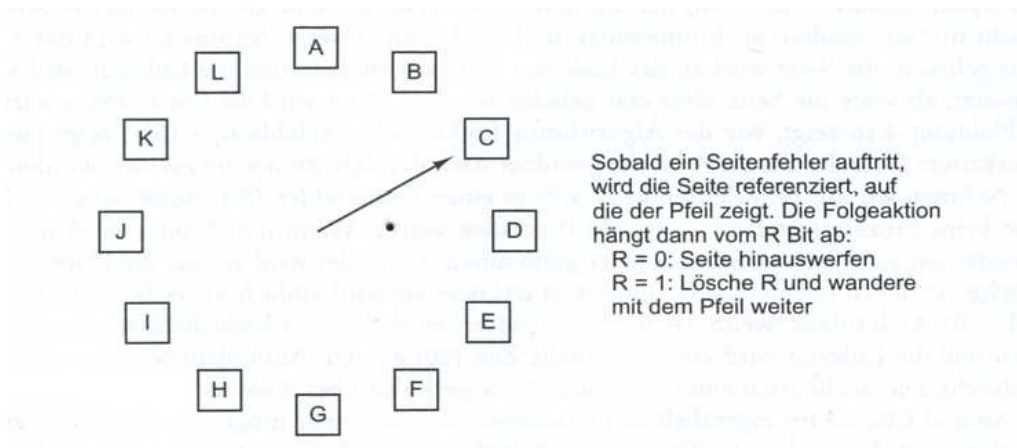 A
B
C
D
E
F
G
H
I
J
K
L
Sobald ein Seitenfehler auftritt,
wird die Seite referenziert, auf
die der Pfeil zeigt. Die Folgeaktion
hängt dann vom R Bit ab:
R = 0: Seite hinauswerfen
R = 1: Lösche R und wandere
mit dem Pfeil weiter